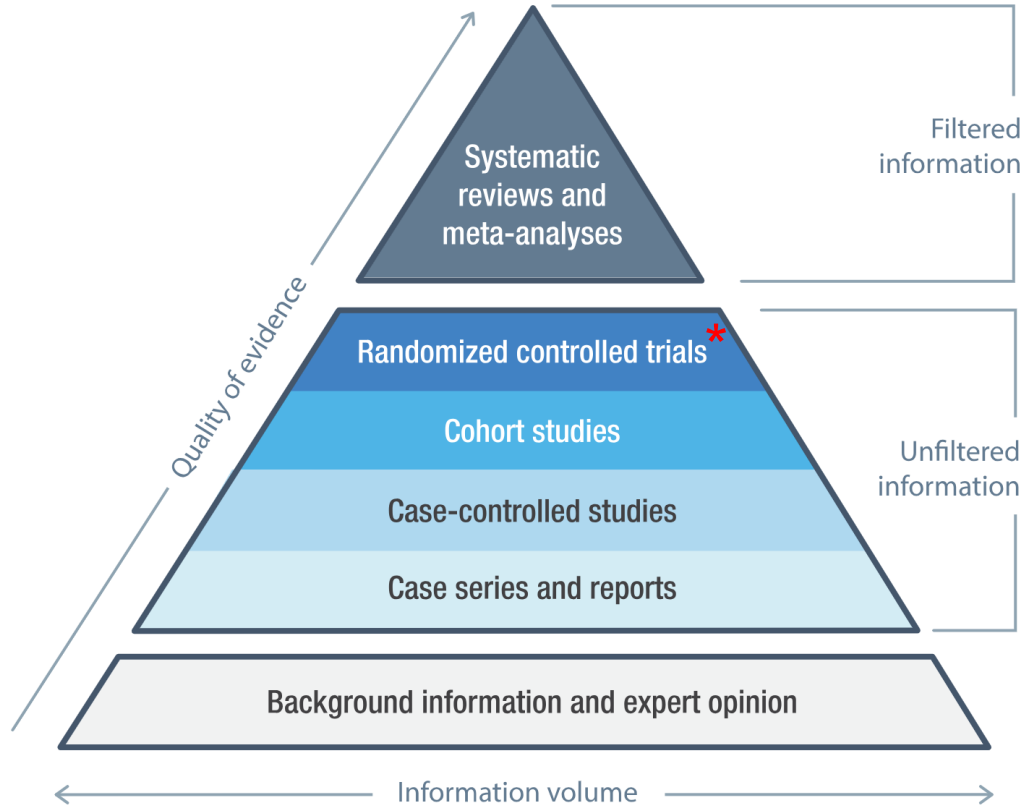 Systematic
reviews and
meta-analyses
Filtered
information
Quality of evidence
Randomized controlled trials*
Cohort studies
Case-controlled studies
Case series and reports
Unfiltered
information
Background information and expert opinion
Information volume